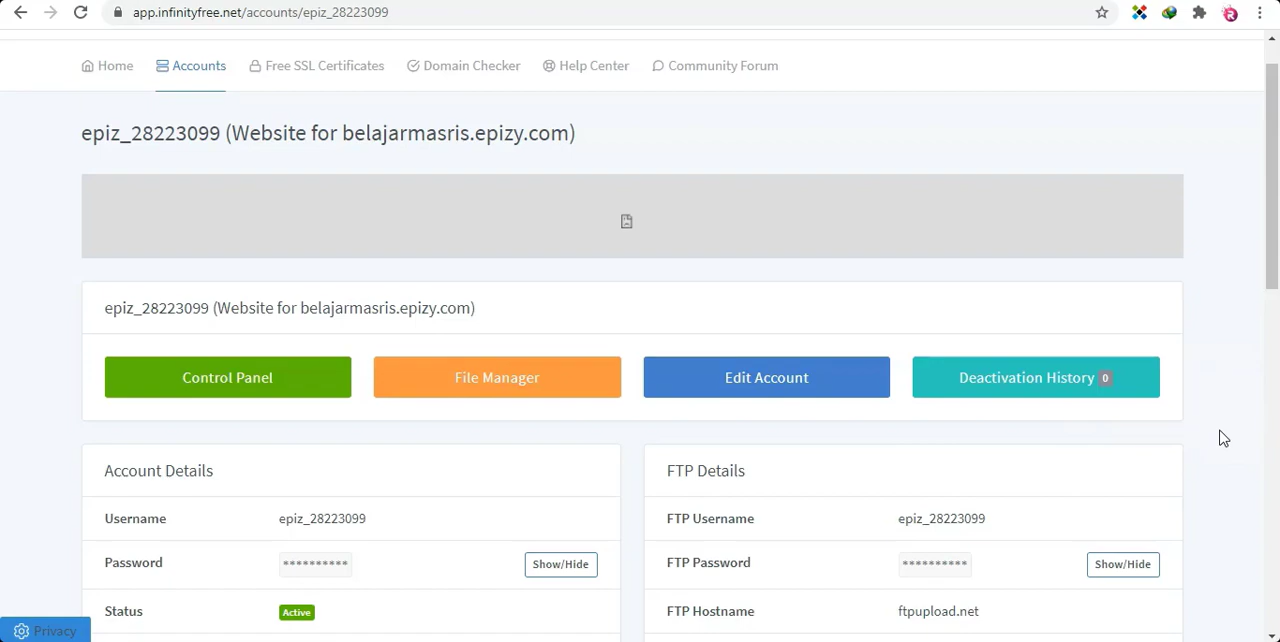 app.infinityfree.net/accounts/epiz_28223099
Home Accounts Free SSL Certificates Domain Checker Help Center Community Forum
epiz_28223099 (Website for belajarmasris.epizy.com)
epiz_28223099 (Website for belajarmasris.epizy.com)
Control Panel File Manager Edit Account Deactivation History 0
Account Details
Username epiz_28223099
Password ********** Show/Hide
Status Active
FTP Details
FTP Username epiz_28223099
FTP Password ********** Show/Hide
FTP Hostname ftpupload.net
Privacy